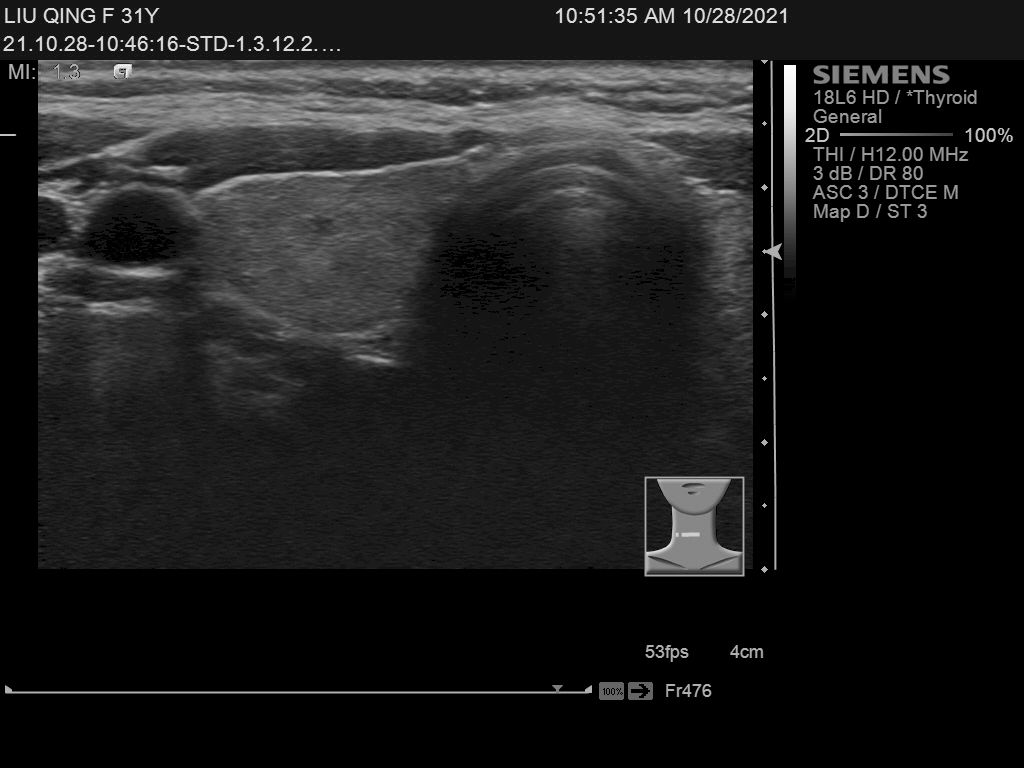 LIU QING F 31Y
10:51:35 AM 10/28/2021
21.10.28-10:46:16-STD-1.3.12.2....
MI: 1.3
SIEMENS
18L6 HD / *Thyroid
General
2D 100%
THI / H12.00 MHz
3 dB / DR 80
ASC 3 / DTCE M
Map D / ST 3
53fps 4cm
100% Fr476